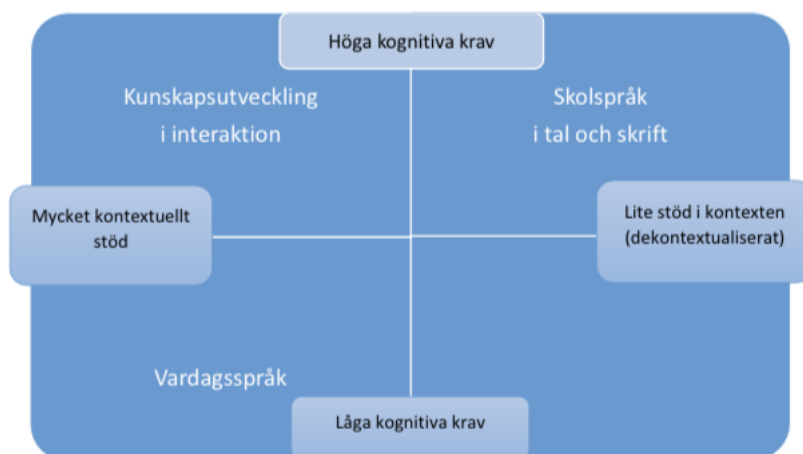 Höga kognitiva krav
Kunskapsutveckling
i interaktion
Skolspråk
i tal och skrift
Mycket kontextuellt
stöd
Lite stöd i kontexten
(dekontextualiserat)
Vardagsspråk
Låga kognitiva krav